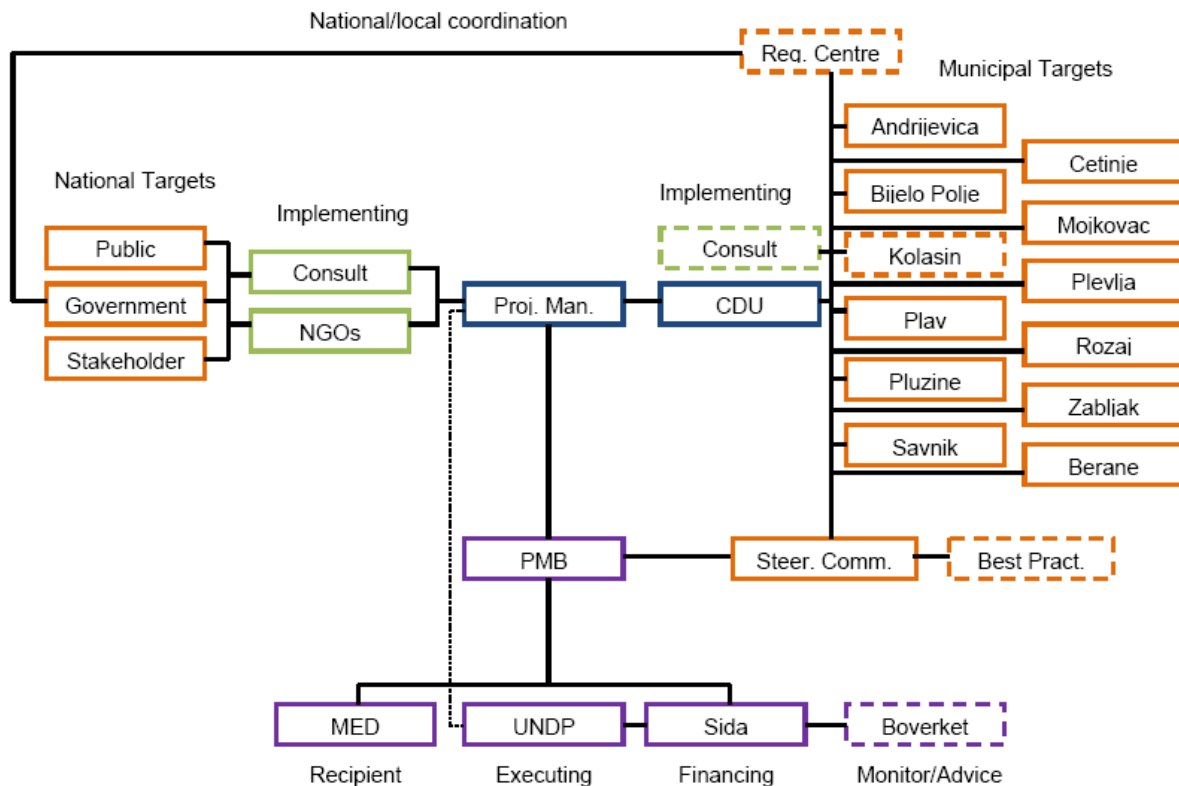 National/local coordination
Reg. Centre
Municipal Targets
Andrijevica
Cetinje
National Targets
Implementing
Bijelo Polje
Implementing
Mojkovac
Public
Consult
Consult
Kolasin
Plevlja
Government
Proj. Man.
CDU
Plav
NGOs
Rozaj
Stakeholder
Pluzine
Zabljak
Savnik
Berane
PMB
Steer. Comm.
Best Pract.
MED
UNDP
Sida
Boverket
Recipient
Executing
Financing
Monitor/Advice